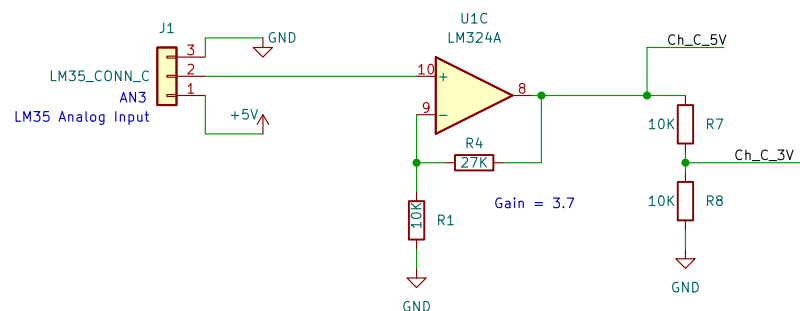 J1
3
GND
LM35_CONN_C
2
AN3
1
LM35 Analog Input
+5V
U1C
LM324A
10
+
9
−
8
R4
27K
10K
R1
GND
Gain = 3.7
Ch_C_5V
10K
R7
Ch_C_3V
10K
R8
GND